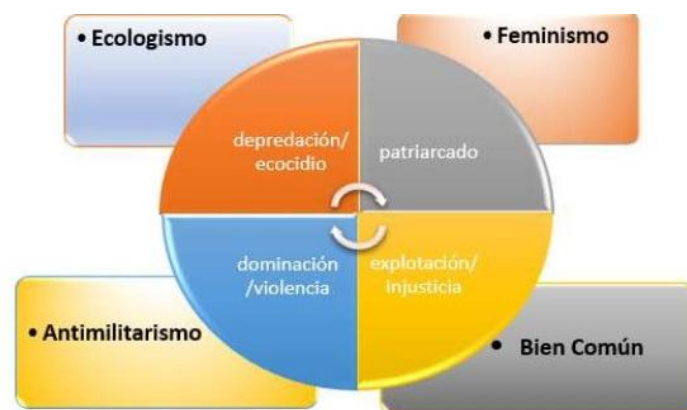 • Ecologismo
• Feminismo
depredación/
ecocidio
patriarcado
dominación
/violencia
explotación/
injusticia
• Antimilitarismo
• Bien Común